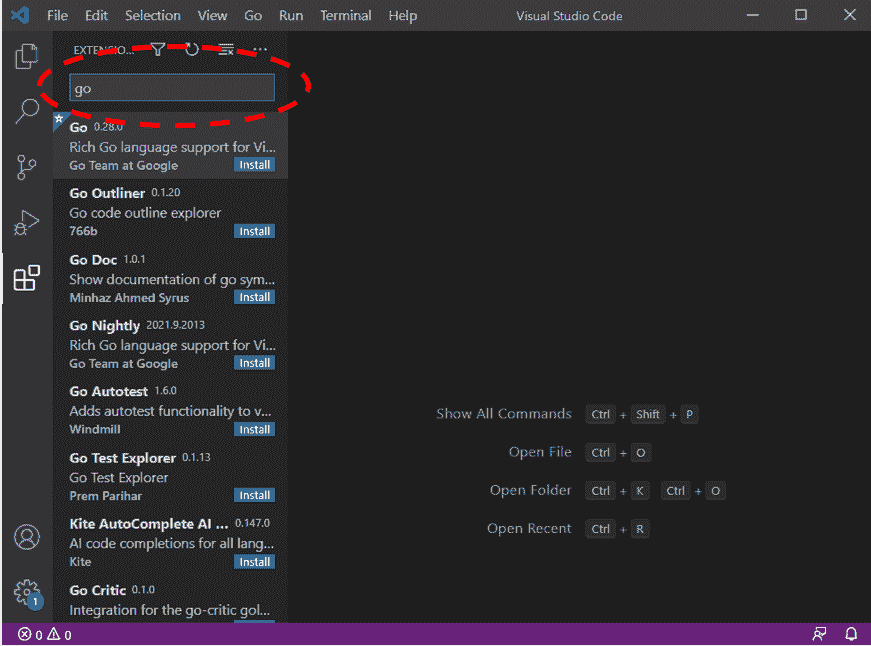 File Edit Selection View Go Run Terminal Help Visual Studio Code
EXTENSIO...
go
Go 0.28.0
Rich Go language support for Vi...
Go Team at Google Install
Go Outliner 0.1.20
Go code outline explorer
766b Install
Go Doc 1.0.1
Show documentation of go sym...
Minhaz Ahmed Syrus Install
Go Nightly 2021.9.2013
Rich Go language support for Vi...
Go Team at Google Install
Go Autotest 1.6.0
Adds autotest functionality to v...
Windmill Install
Go Test Explorer 0.1.13
Go Test Explorer
Prem Parihar Install
Kite AutoComplete AI ... 0.147.0
AI code completions for all lang...
Kite Install
Go Critic 0.1.0
Integration for the go-critic gol...
Show All Commands Ctrl + Shift + P
Open File Ctrl + O
Open Folder Ctrl + K Ctrl + O
Open Recent Ctrl + R
1
0 0